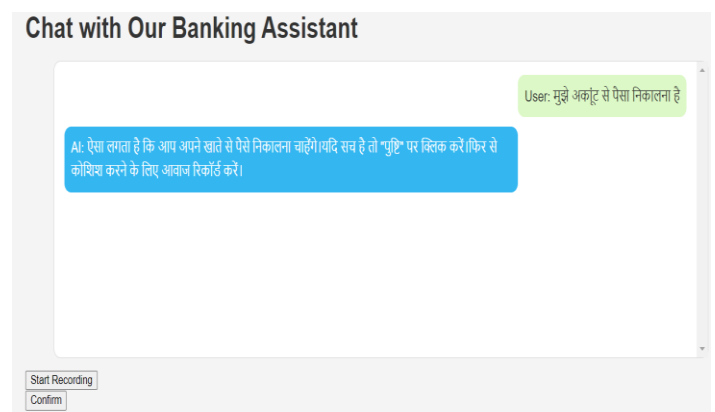 Chat with Our Banking Assistant
User: मुझे अकांट से पैसा निकालना है
AI: ऐसा लगता है कि आप अपने खाते से पैसे निकालना चाहेंगे।यदि सच है तो "पुष्टि" पर क्लिक करें।फिर से
कोशिश करने के लिए आवाज रिकॉर्ड करें।
Start Recording
Confirm